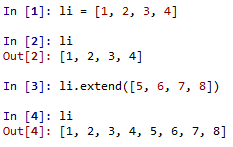 In [1]: li = [1, 2, 3, 4]
In [2]: li
Out[2]: [1, 2, 3, 4]
In [3]: li.extend([5, 6, 7, 8])
In [4]: li
Out[4]: [1, 2, 3, 4, 5, 6, 7, 8]